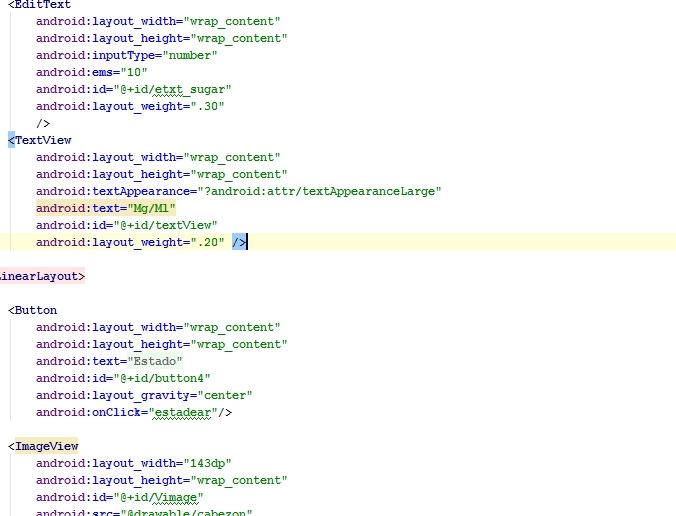 <EditText
android:layout_width="wrap_content"
android:layout_height="wrap_content"
android:inputType="number"
android:ems="10"
android:id="@+id/etxt_sugar"
android:layout_weight=".30"
/>
<TextView
android:layout_width="wrap_content"
android:layout_height="wrap_content"
android:textAppearance="?android:attr/textAppearanceLarge"
android:text="Mg/Ml"
android:id="@+id/textView"
android:layout_weight=".20" />
LinearLayout>
<Button
android:layout_width="wrap_content"
android:layout_height="wrap_content"
android:text="Estado"
android:id="@+id/button4"
android:layout_gravity="center"
android:onClick="estadear"/>
<ImageView
android:layout_width="143dp"
android:layout_height="wrap_content"
android:id="@+id/Vimage"
android:src="@drawable/cabezon"